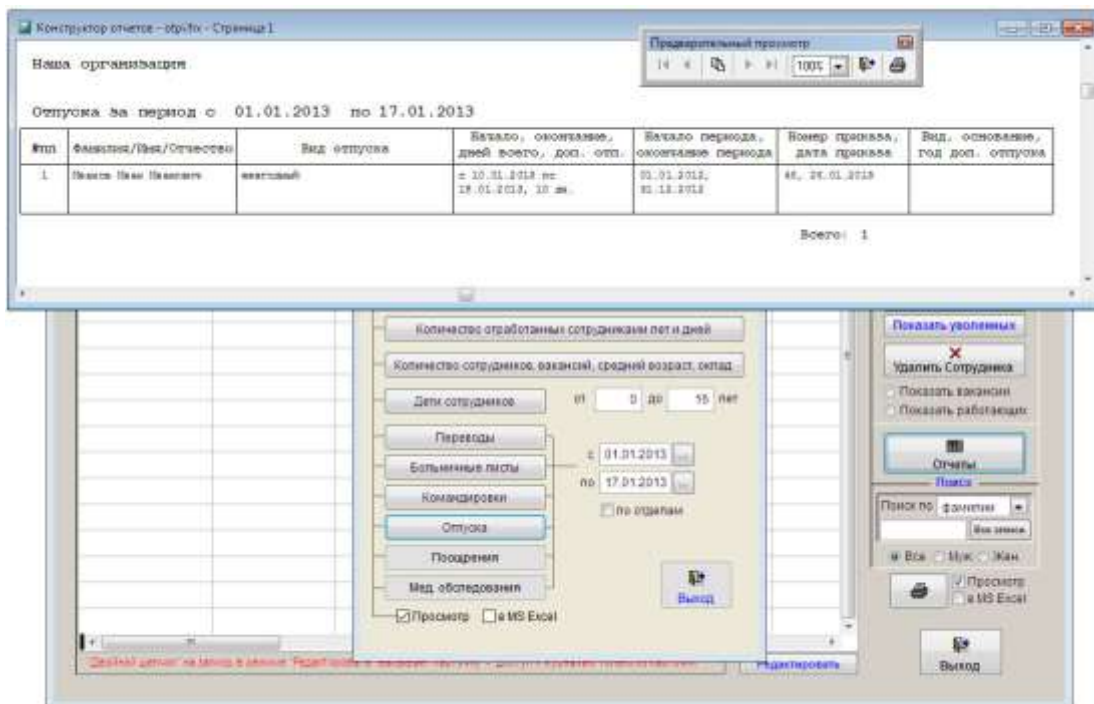 Конструктор отчетов - otpi.frx - Страница 1
Предварительный просмотр
100%
Наша организация
Отпуска за период с 01.01.2013 по 17.01.2013
#пп Фамилия/Имя/Отчество Вид отпуска Начало, окончание, дней всего, доп. отп. Начало периода, окончание периода Номер приказа, дата приказа Вид, основание, год доп. отпуска
1 Иванов Иван Иванович ежегодный с 10.01.2013 по 01.01.2012,
19.01.2013, 10 дн. 31.12.2012
Всего: 1
Количество отработанных сотрудниками лет и дней
Количество сотрудников, вакансий, средний возраст, оклад
Дети сотрудников от 0 до 15 лет
Переводы
Больничные листы
Командировки
Отпуска
Поощрения
Мед. обследования
с 01.01.2013 ...
по 17.01.2013 ...
по отделам
Выход
Просмотр в MS Excel
Показать уволенных
Удалить Сотрудника
Показать вакансии
Показать работающих
Отчеты
Поиск
Поиск по фамилии
Все записи
Все Муж Жен
Просмотр
в MS Excel
Редактировать
Выход